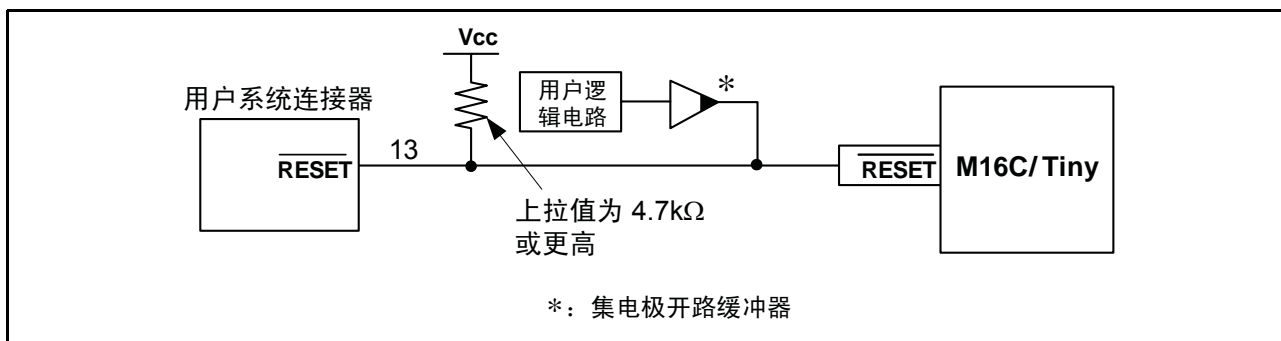 Vcc
用户系统连接器
用户逻
辑电路
*
RESET
13
RESET
M16C/Tiny
上拉值为 4.7kΩ
或更高
*：集电极开路缓冲器